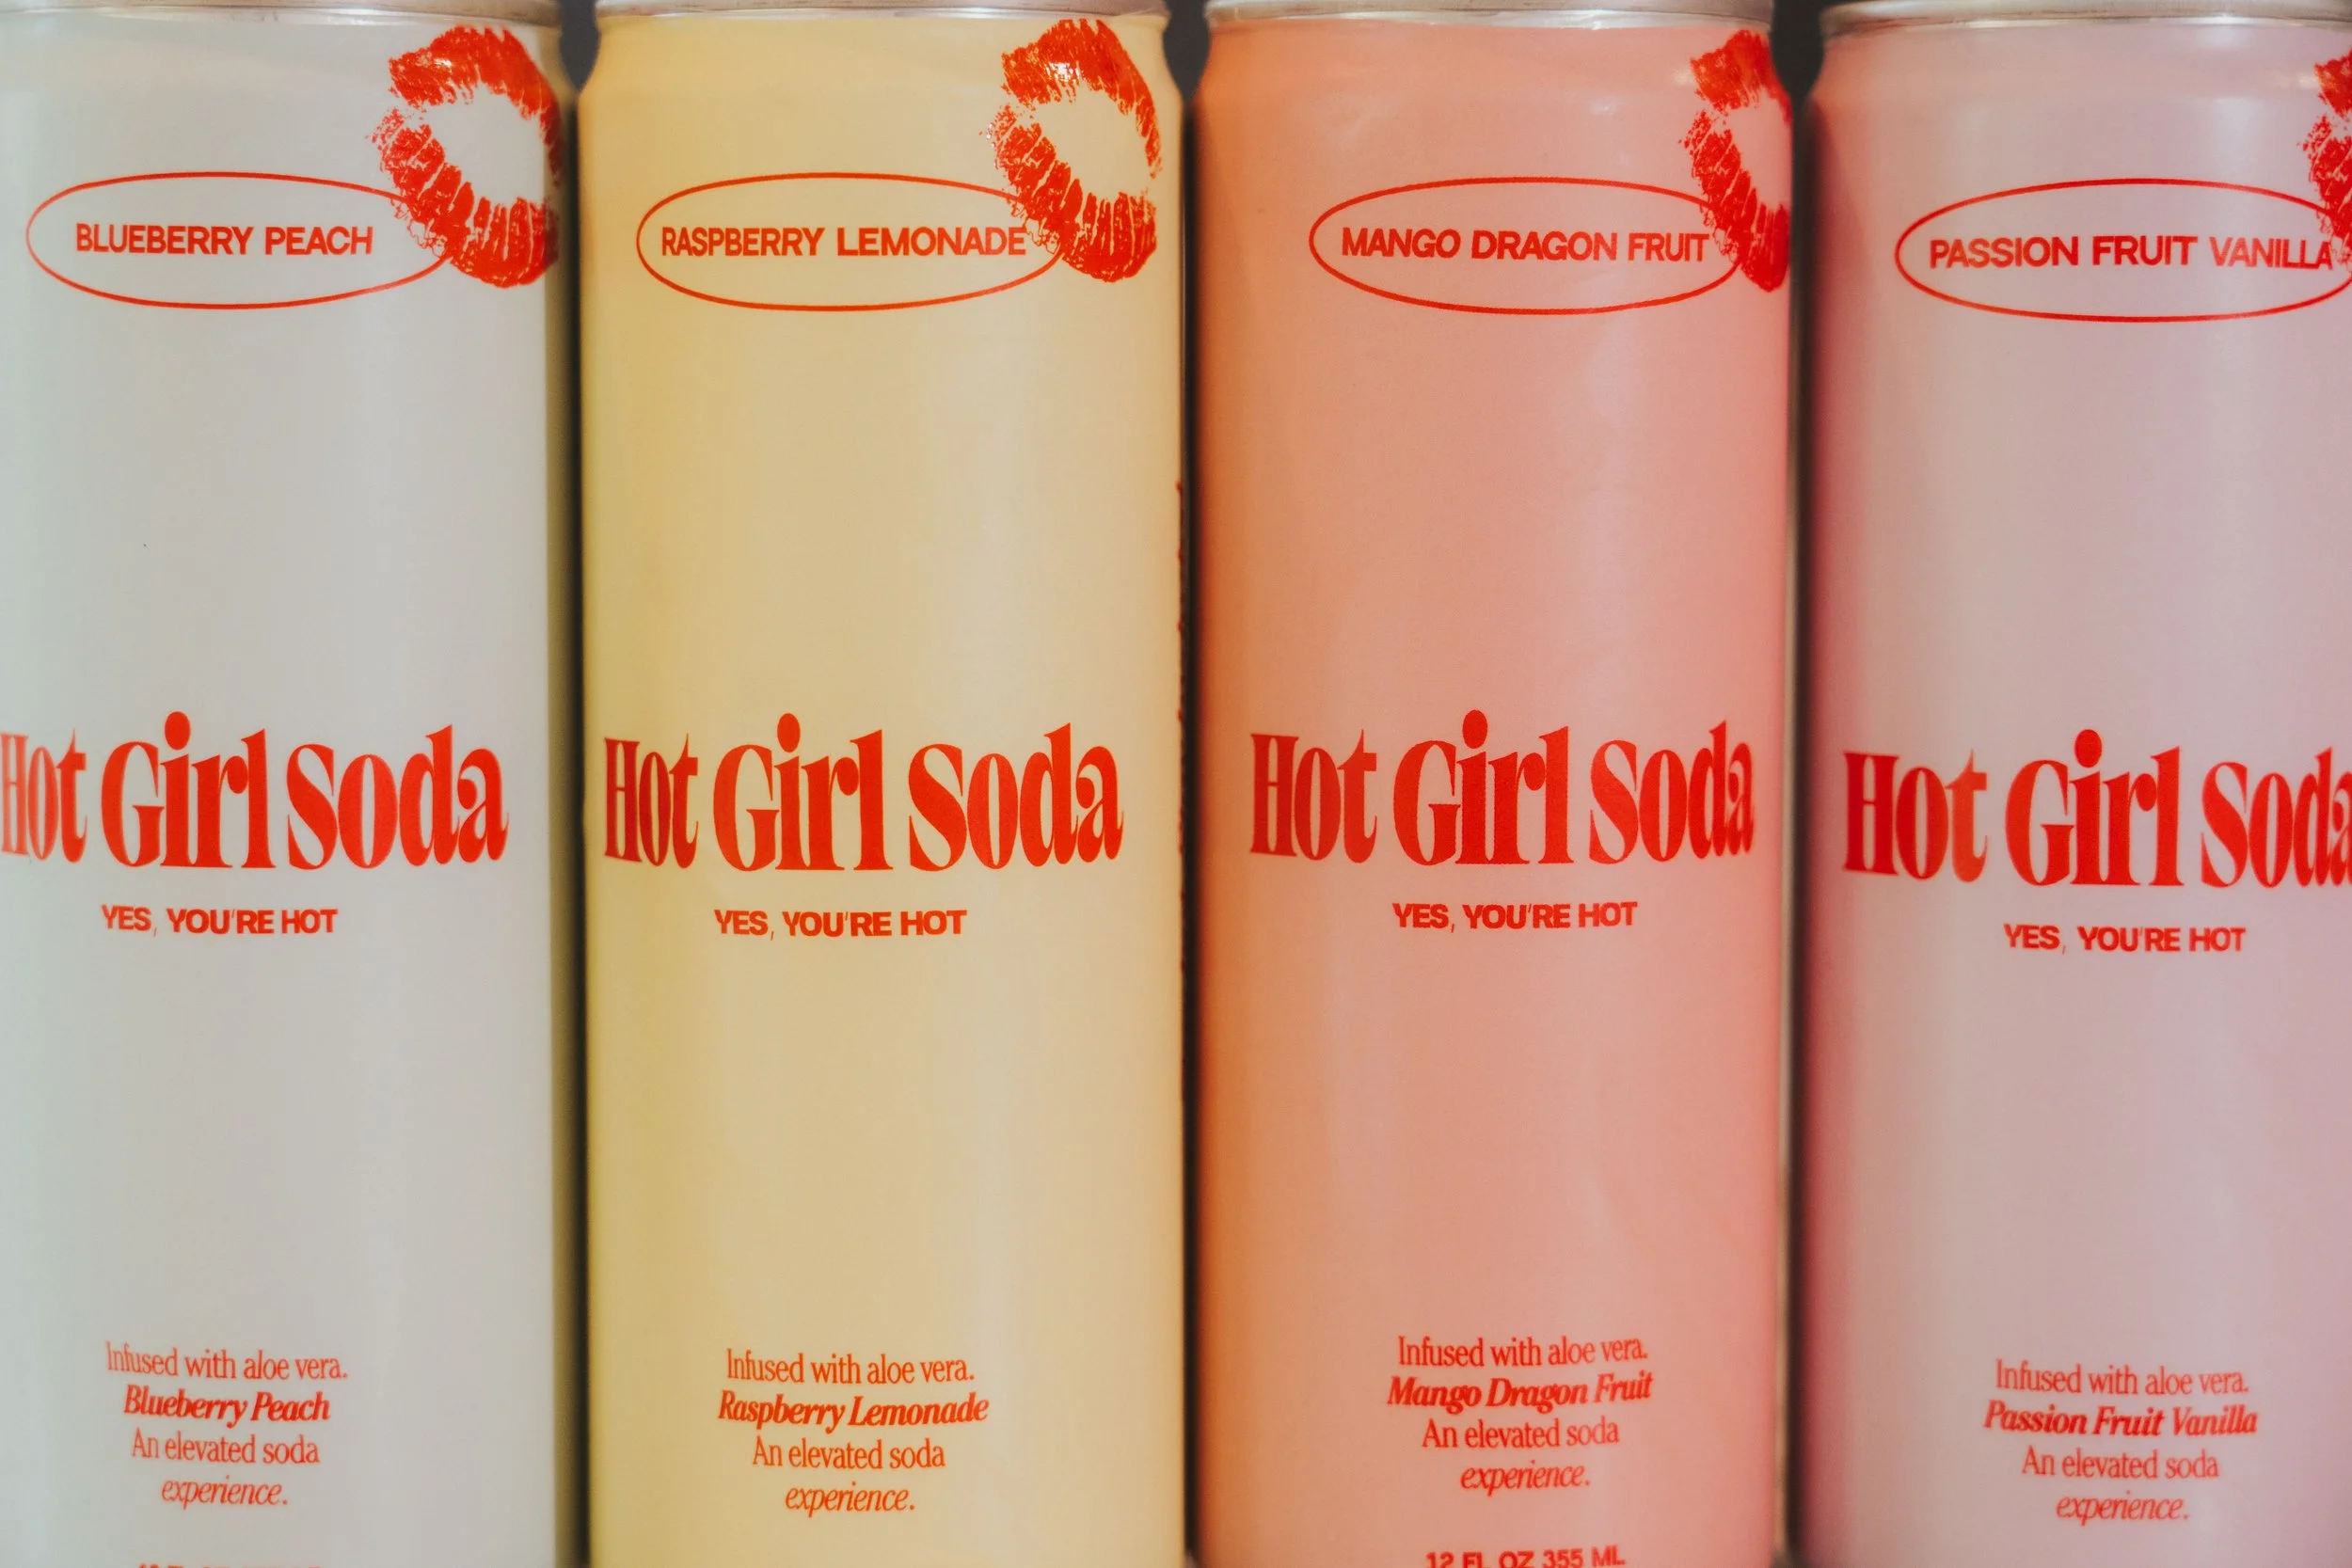 BLUEBERRY PEACH
Hot Girl Soda
YES, YOU'RE HOT
Infused with aloe vera.
Blueberry Peach
An elevated soda
experience.
RASPBERRY LEMONADE
Hot Girl Soda
YES, YOU'RE HOT
Infused with aloe vera.
Raspberry Lemonade
An elevated soda
experience.
MANGO DRAGON FRUIT
Hot Girl Soda
YES, YOU'RE HOT
Infused with aloe vera.
Mango Dragon Fruit
An elevated soda
experience.
12 FL OZ 355 ML
PASSION FRUIT VANILLA
Hot Girl Soda
YES, YOU'RE HOT
Infused with aloe vera.
Passion Fruit Vanilla
An elevated soda
experience.